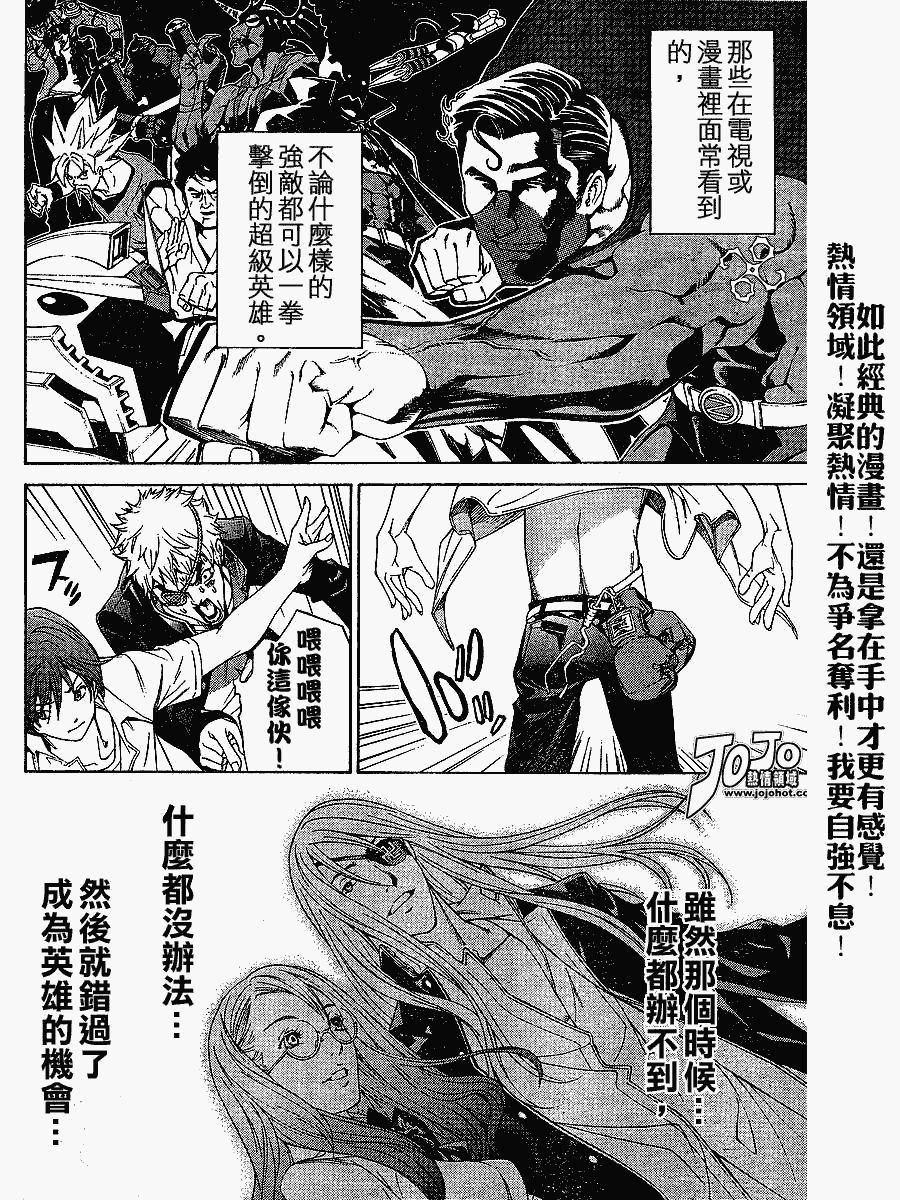 那些在電視或
漫畫裡面常看到
的，
不論什麼樣的
強敵都可以一拳
擊倒的超級英雄。
喂喂喂喂
你這傢伙！
スッ
JOJO
熱情領域
www.jojohot.co
雖然那個時候…
什麼都辦不到，
什麼都沒辦法…
然後就錯過了
成為英雄的機會…
如此經典的漫畫！還是拿在手中才更有感覺！
熱情領域！凝聚熱情！不為爭名奪利！我要自強不息！